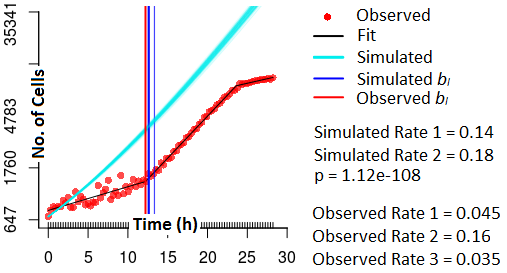 35341
4783
1760
647
No. of Cells
Time (h)
0 5 10 15 20 25 30
Observed
Fit
Simulated
Simulated bl
Observed bl
Simulated Rate 1 = 0.14
Simulated Rate 2 = 0.18
p = 1.12e-108
Observed Rate 1 = 0.045
Observed Rate 2 = 0.16
Observed Rate 3 = 0.035